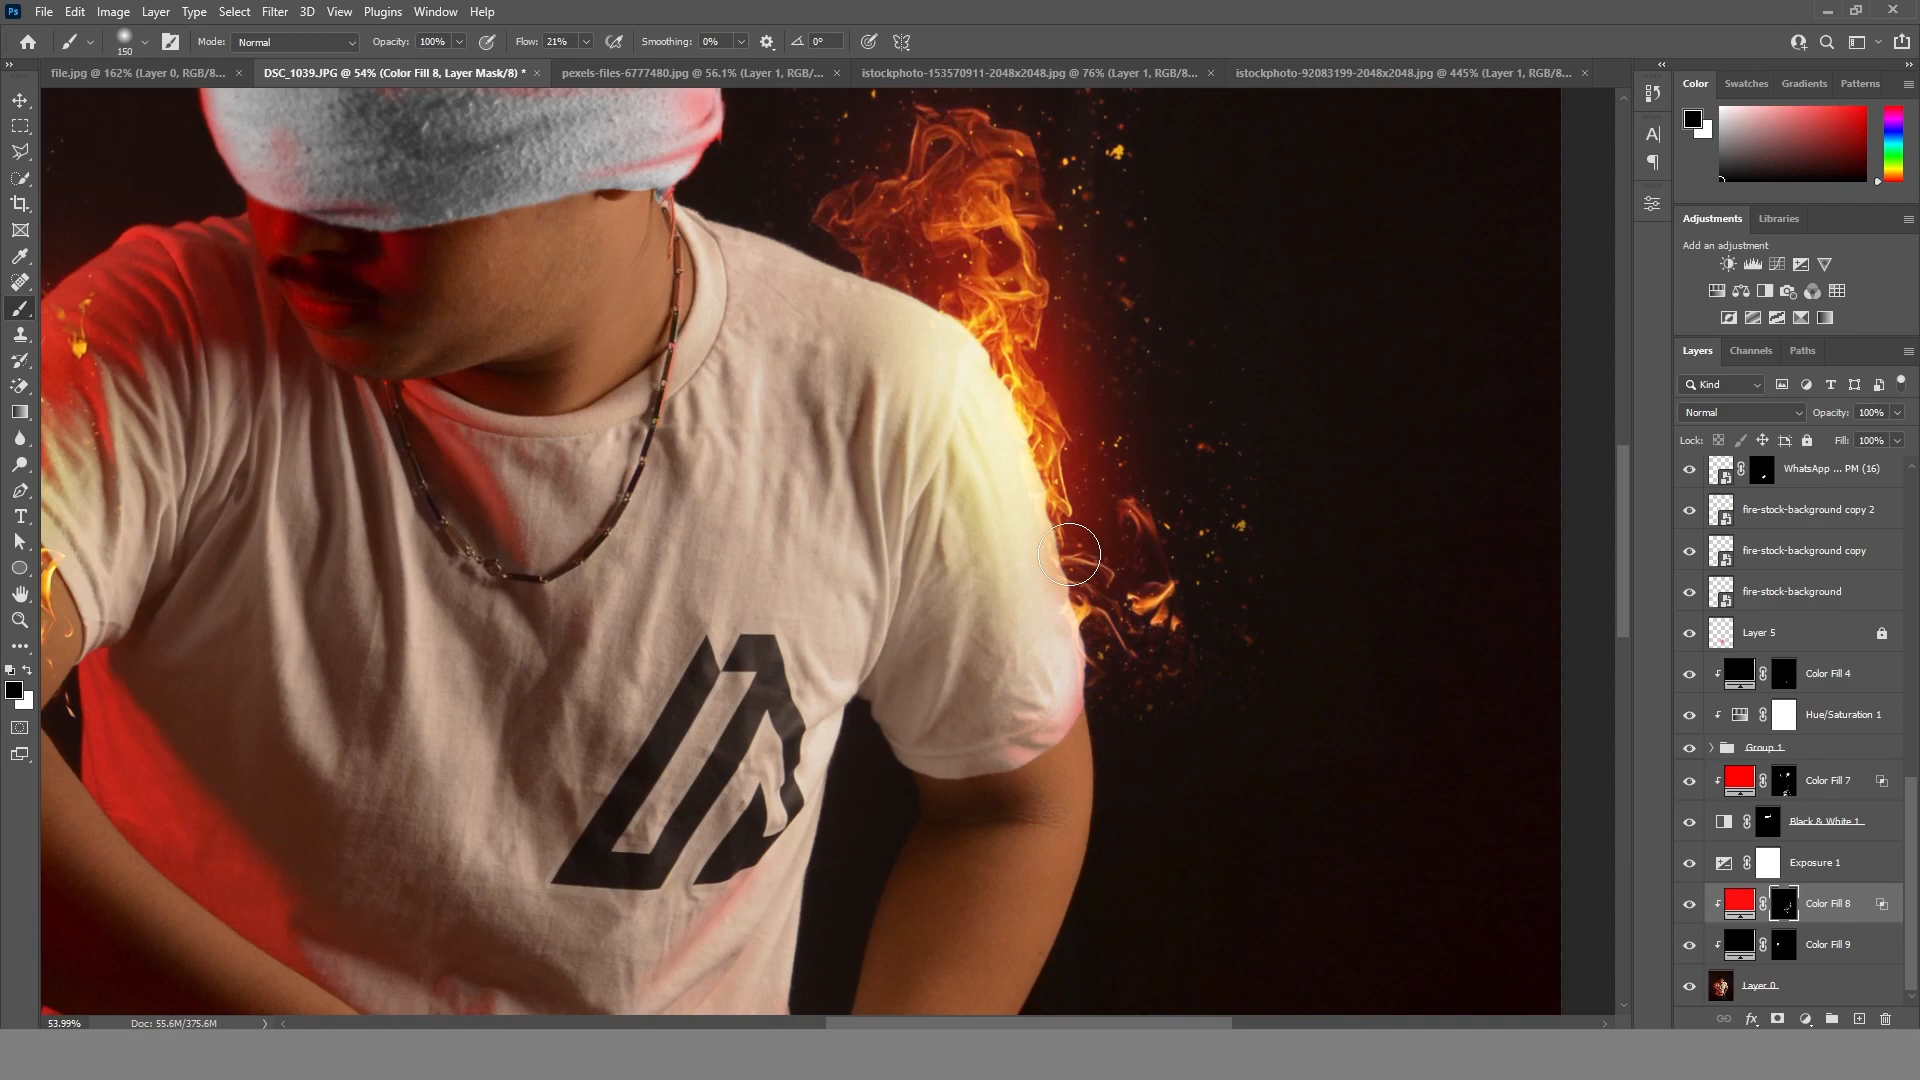 Ps File Edit Image Layer Type Select Filter 3D View Plugins Window Help
150 Mode: Normal Opacity: 100% Flow: 21% Smoothing: 0% 0°
file.jpg @ 162% (Layer 0, RGB/8... DSC_1039.JPG @ 54% (Color Fill 8, Layer Mask/8) * pexels-files-6777480.jpg @ 56.1% (Layer 1, RGB/... istockphoto-153570911-2048x2048.jpg @ 76% (Layer 1, RGB/8... istockphoto-92083199-2048x2048.jpg @ 445% (Layer 1, RGB/8...
Color Swatches Gradients Patterns
Adjustments Libraries
Add an adjustment
Layers Channels Paths
Kind
Normal Opacity: 100%
Lock: Fill: 100%
WhatsApp ... PM (16)
fire-stock-background copy 2
fire-stock-background copy
fire-stock-background
Layer 5
Color Fill 4
Hue/Saturation 1
Group 1
Color Fill 7
Black & White 1
Exposure 1
Color Fill 8
Color Fill 9
Layer 0
fx
53.99% Doc: 55.6M/375.6M